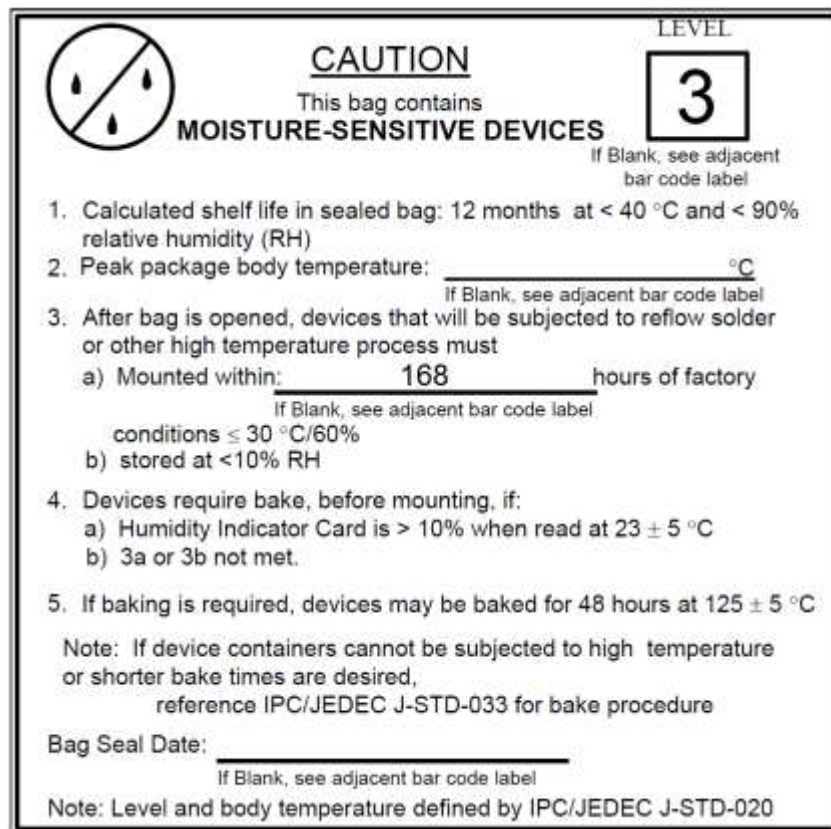 LEVEL
CAUTION
3
This bag contains
MOISTURE-SENSITIVE DEVICES
If Blank, see adjacent
bar code label
1. Calculated shelf life in sealed bag: 12 months at < 40 °C and < 90%
relative humidity (RH)
2. Peak package body temperature: °C
If Blank, see adjacent bar code label
3. After bag is opened, devices that will be subjected to reflow solder
or other high temperature process must
a) Mounted within: 168 hours of factory
If Blank, see adjacent bar code label
conditions ≤ 30 °C/60%
b) stored at <10% RH
4. Devices require bake, before mounting, if:
a) Humidity Indicator Card is > 10% when read at 23 ± 5 °C
b) 3a or 3b not met.
5. If baking is required, devices may be baked for 48 hours at 125 ± 5 °C
Note: If device containers cannot be subjected to high temperature
or shorter bake times are desired,
reference IPC/JEDEC J-STD-033 for bake procedure
Bag Seal Date:
If Blank, see adjacent bar code label
Note: Level and body temperature defined by IPC/JEDEC J-STD-020